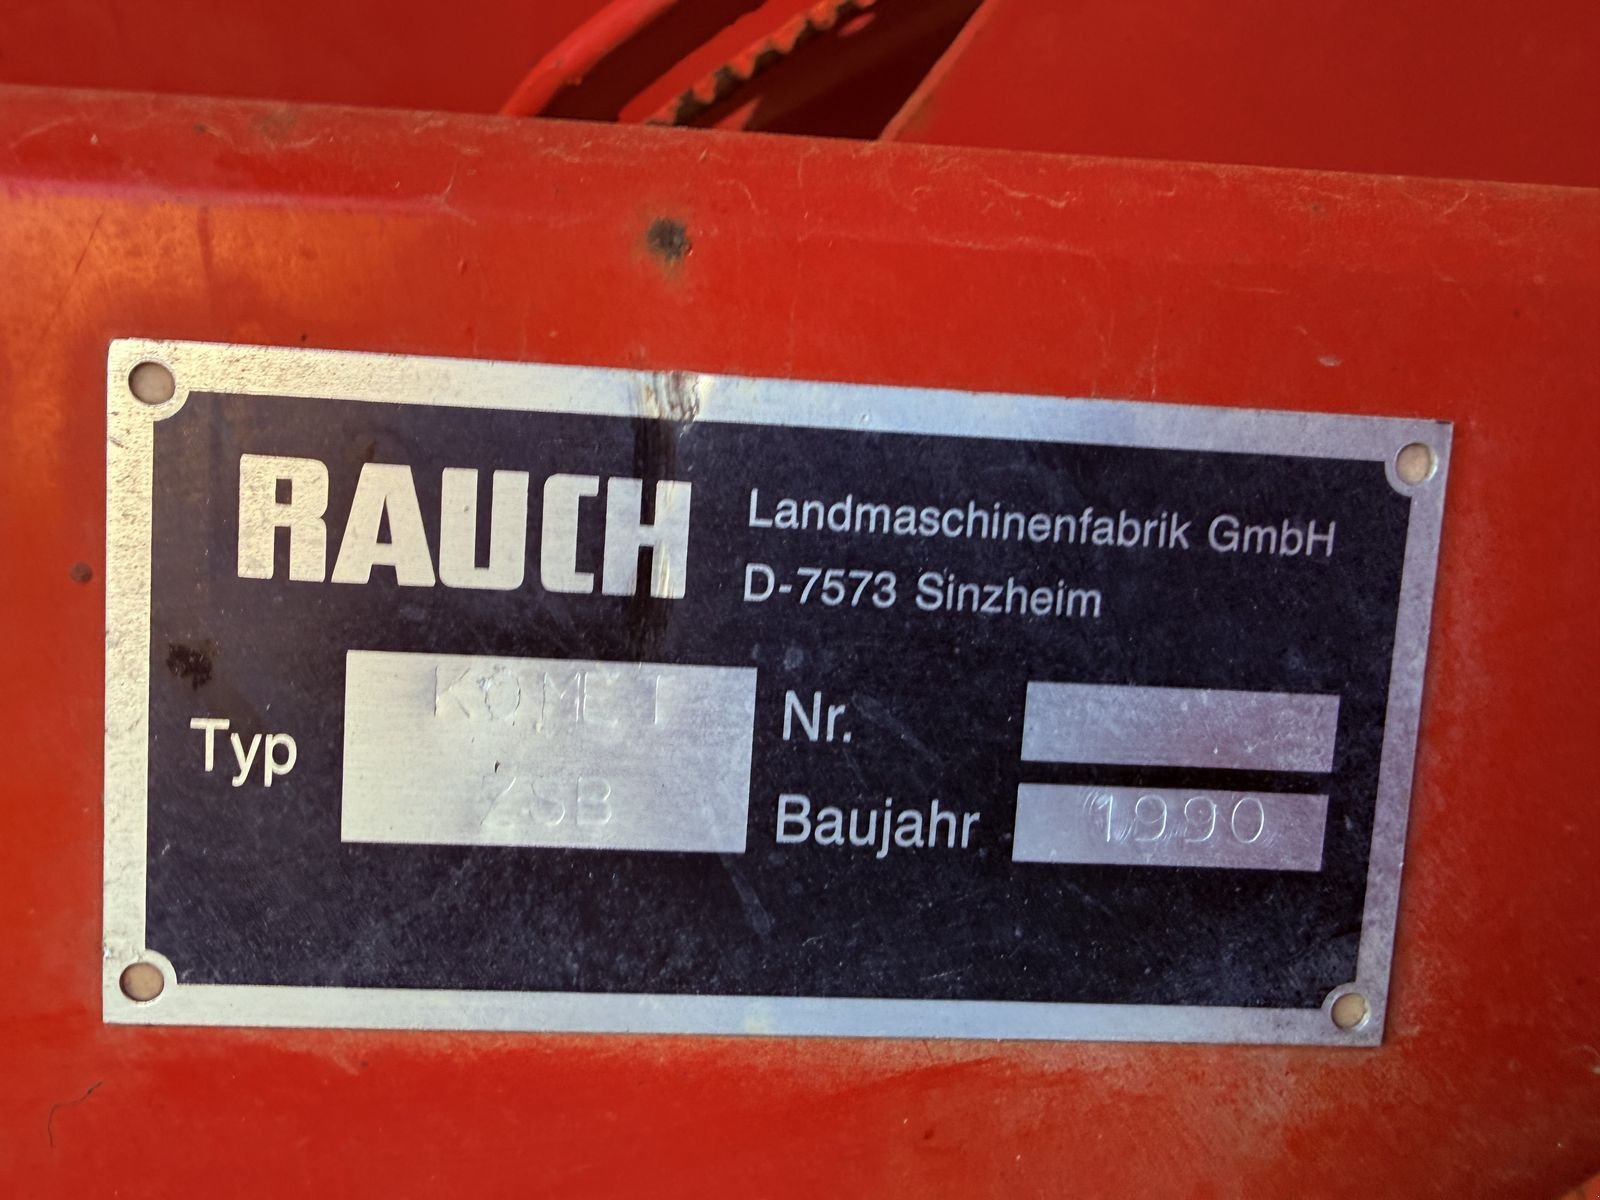 RAUCH
Landmaschinenfabrik GmbH
D-7573 Sinzheim
Typ
KOMET
ZSB
Nr.
Baujahr 1990